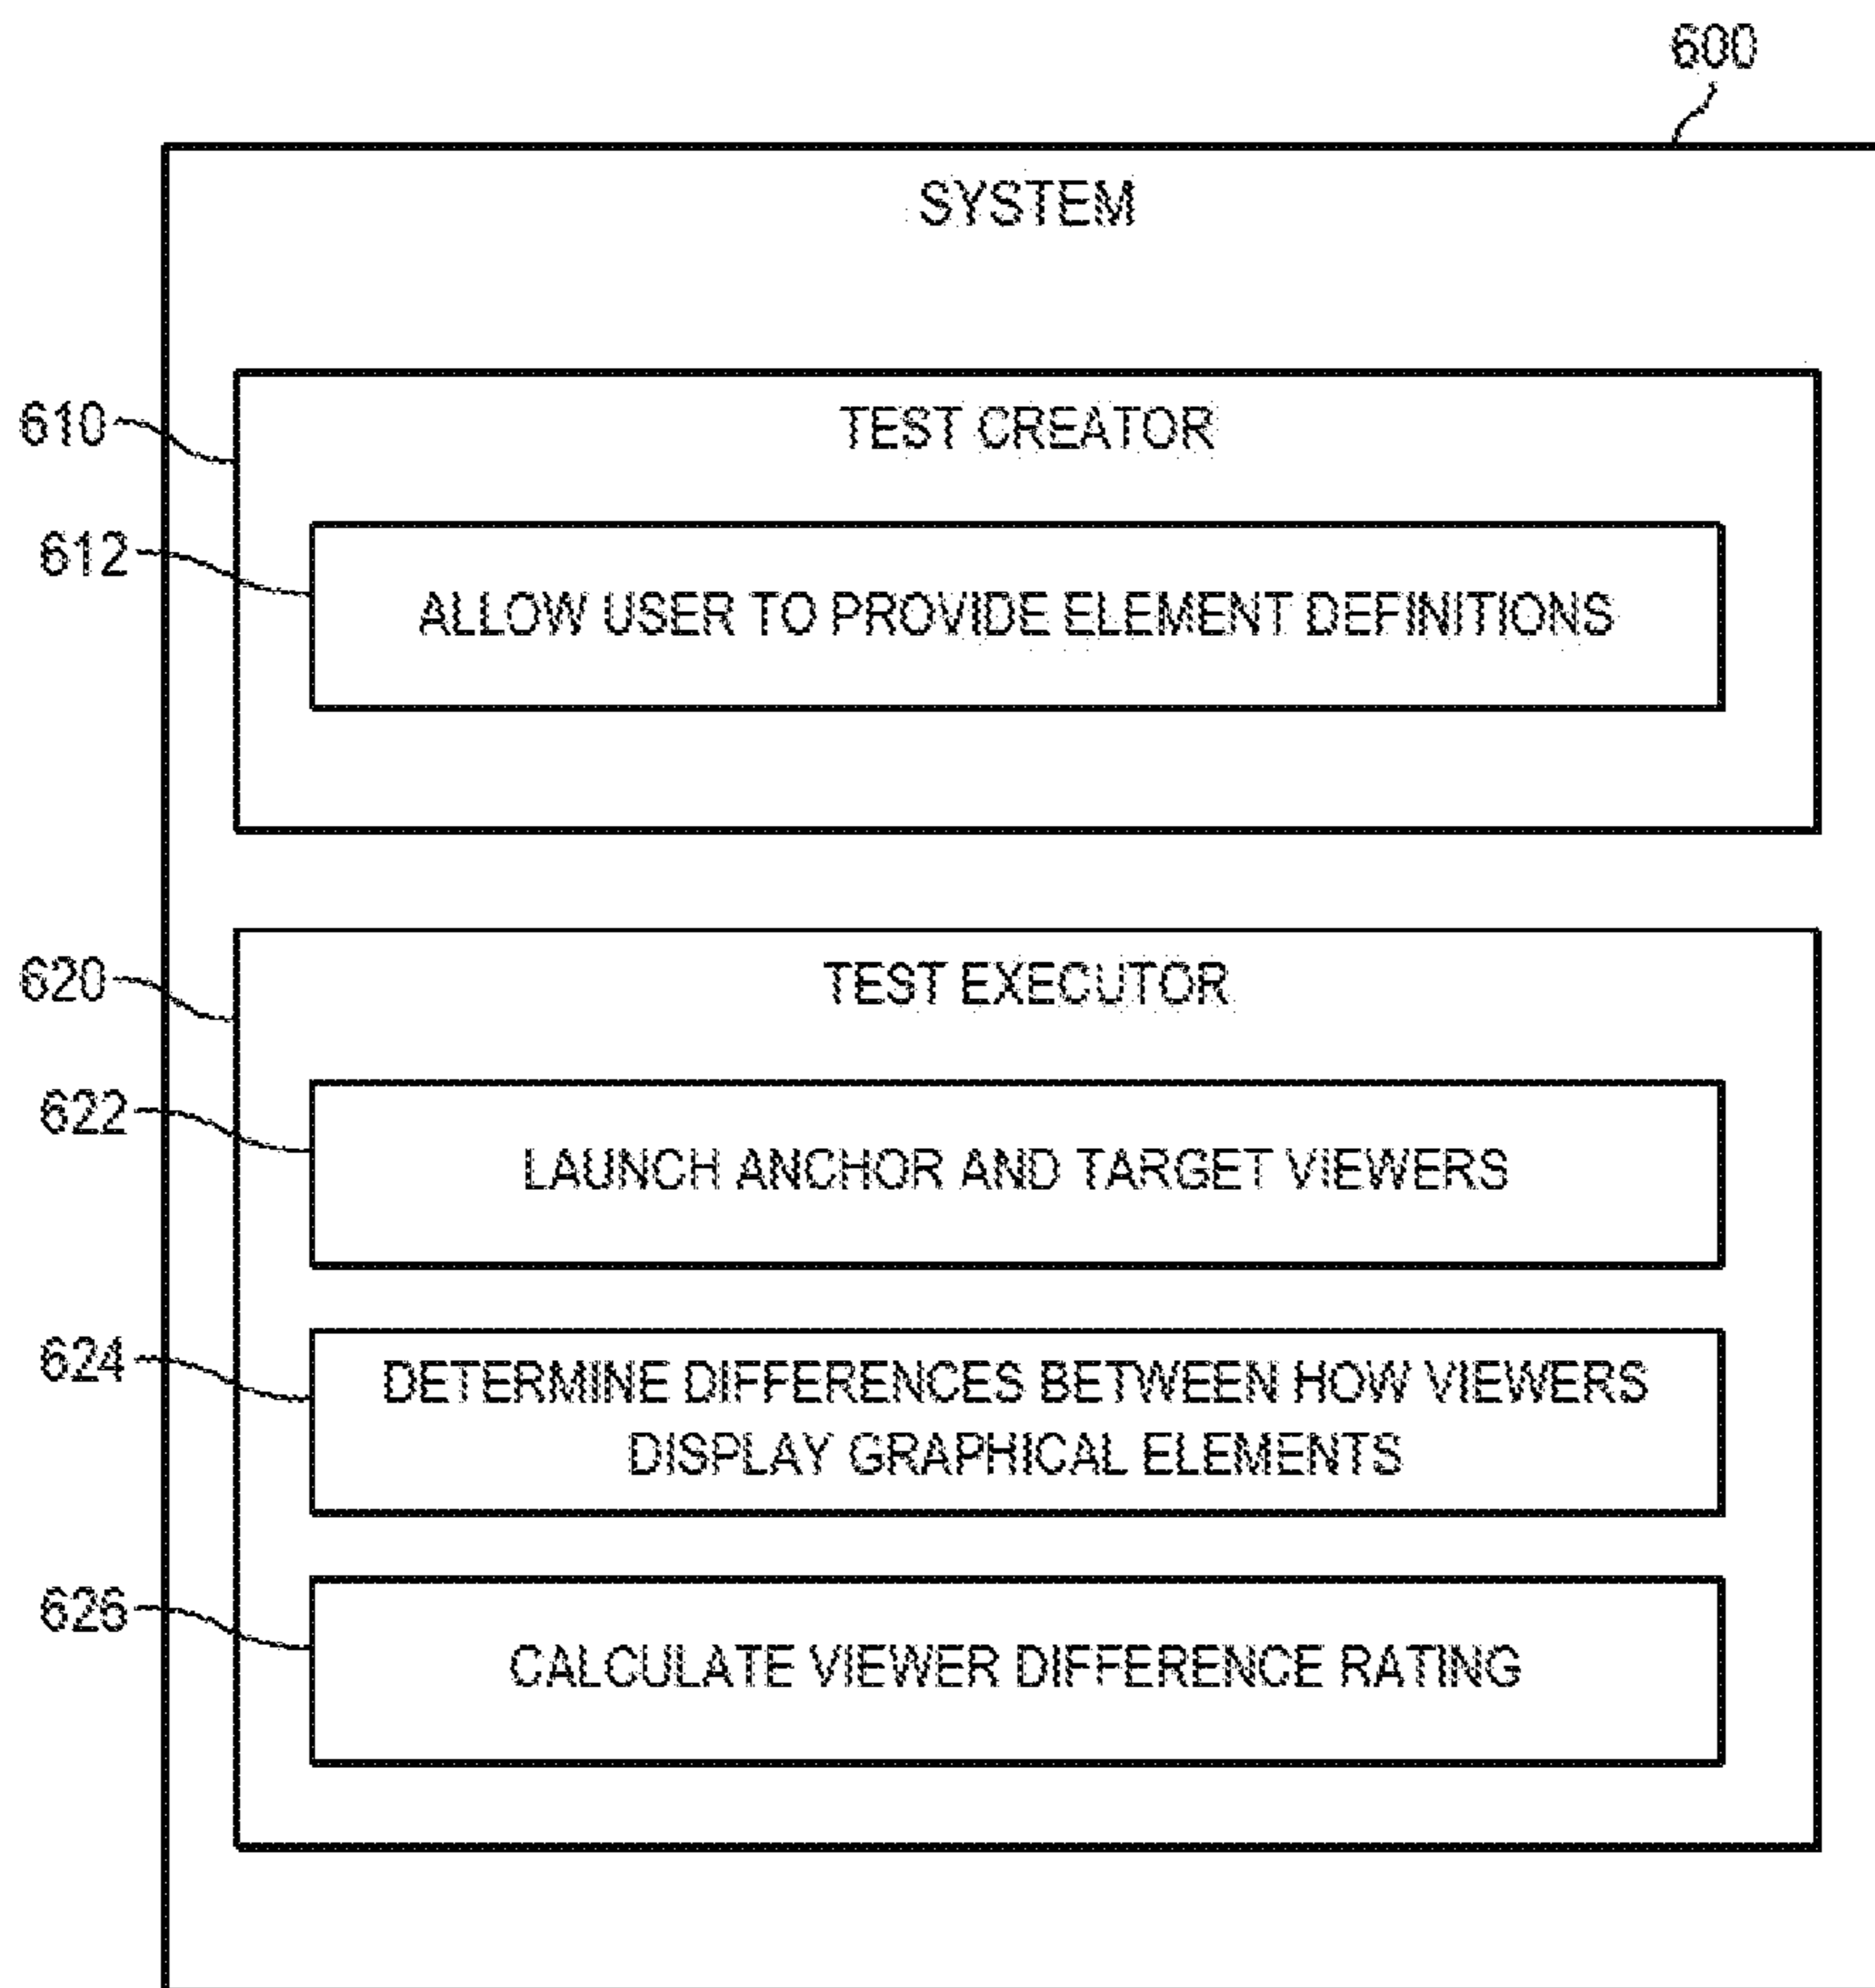 600
SYSTEM
610
TEST CREATOR
612
ALLOW USER TO PROVIDE ELEMENT DEFINITIONS
620
TEST EXECUTOR
622
LAUNCH ANCHOR AND TARGET VIEWERS
624
DETERMINE DIFFERENCES BETWEEN HOW VIEWERS
DISPLAY GRAPHICAL ELEMENTS
626
CALCULATE VIEWER DIFFERENCE RATING